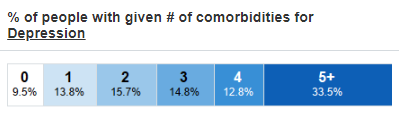 % of people with given # of comorbidities for
Depression
0 1 2 3 4 5+
9.5% 13.8% 15.7% 14.8% 12.8% 33.5%